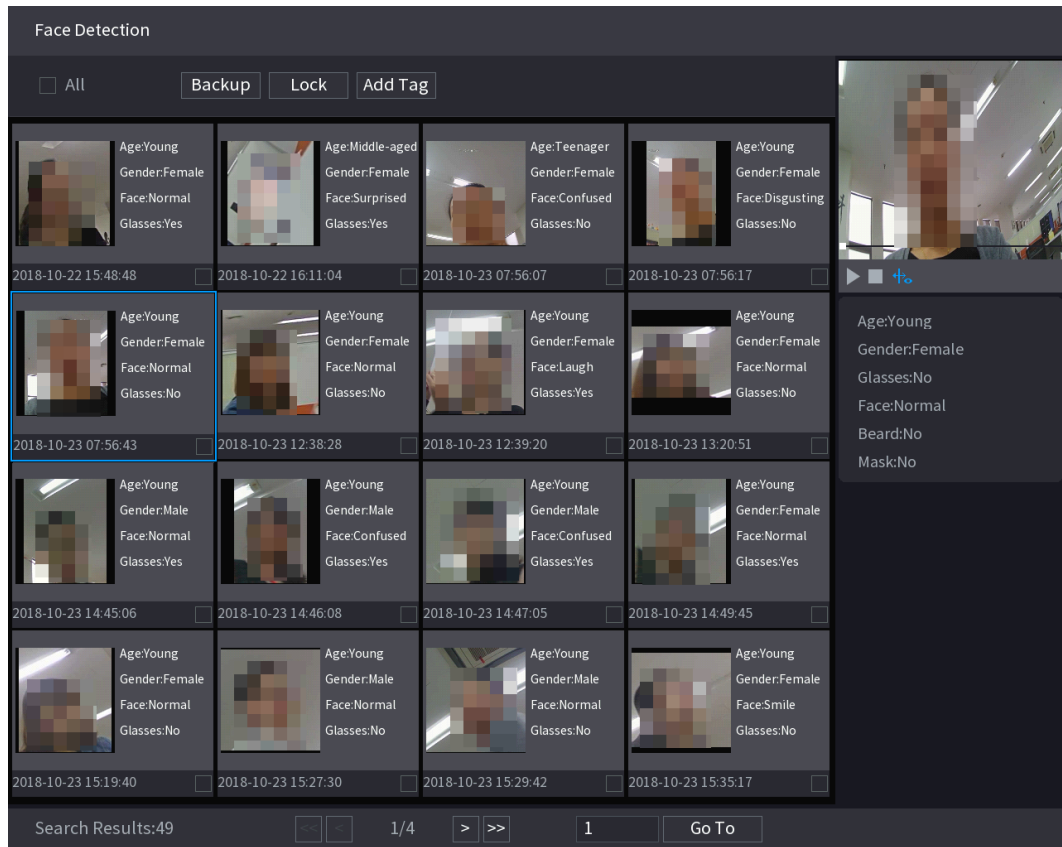 Face Detection
All
Backup
Lock
Add Tag
Age:Young
Gender:Female
Face:Normal
Glasses:Yes
2018-10-22 15:48:48
Age:Middle-aged
Gender:Female
Face:Surprised
Glasses:Yes
2018-10-22 16:11:04
Age:Teenager
Gender:Female
Face:Confused
Glasses:No
2018-10-23 07:56:07
Age:Young
Gender:Female
Face:Disgusting
Glasses:No
2018-10-23 07:56:17
Age:Young
Gender:Female
Face:Normal
Glasses:No
2018-10-23 07:56:43
Age:Young
Gender:Female
Face:Normal
Glasses:No
2018-10-23 12:38:28
Age:Young
Gender:Female
Face:Laugh
Glasses:Yes
2018-10-23 12:39:20
Age:Young
Gender:Female
Face:Normal
Glasses:No
2018-10-23 13:20:51
Age:Young
Gender:Male
Face:Normal
Glasses:Yes
2018-10-23 14:45:06
Age:Young
Gender:Male
Face:Confused
Glasses:Yes
2018-10-23 14:46:08
Age:Young
Gender:Male
Face:Confused
Glasses:Yes
2018-10-23 14:47:05
Age:Young
Gender:Female
Face:Normal
Glasses:Yes
2018-10-23 14:49:45
Age:Young
Gender:Female
Face:Normal
Glasses:No
2018-10-23 15:19:40
Age:Young
Gender:Male
Face:Normal
Glasses:No
2018-10-23 15:27:30
Age:Young
Gender:Male
Face:Normal
Glasses:No
2018-10-23 15:29:42
Age:Young
Gender:Female
Face:Smile
Glasses:No
2018-10-23 15:35:17
Age:Young
Gender:Female
Glasses:No
Face:Normal
Beard:No
Mask:No
Search Results:49
<<
<
1/4
>
>>
1
Go To